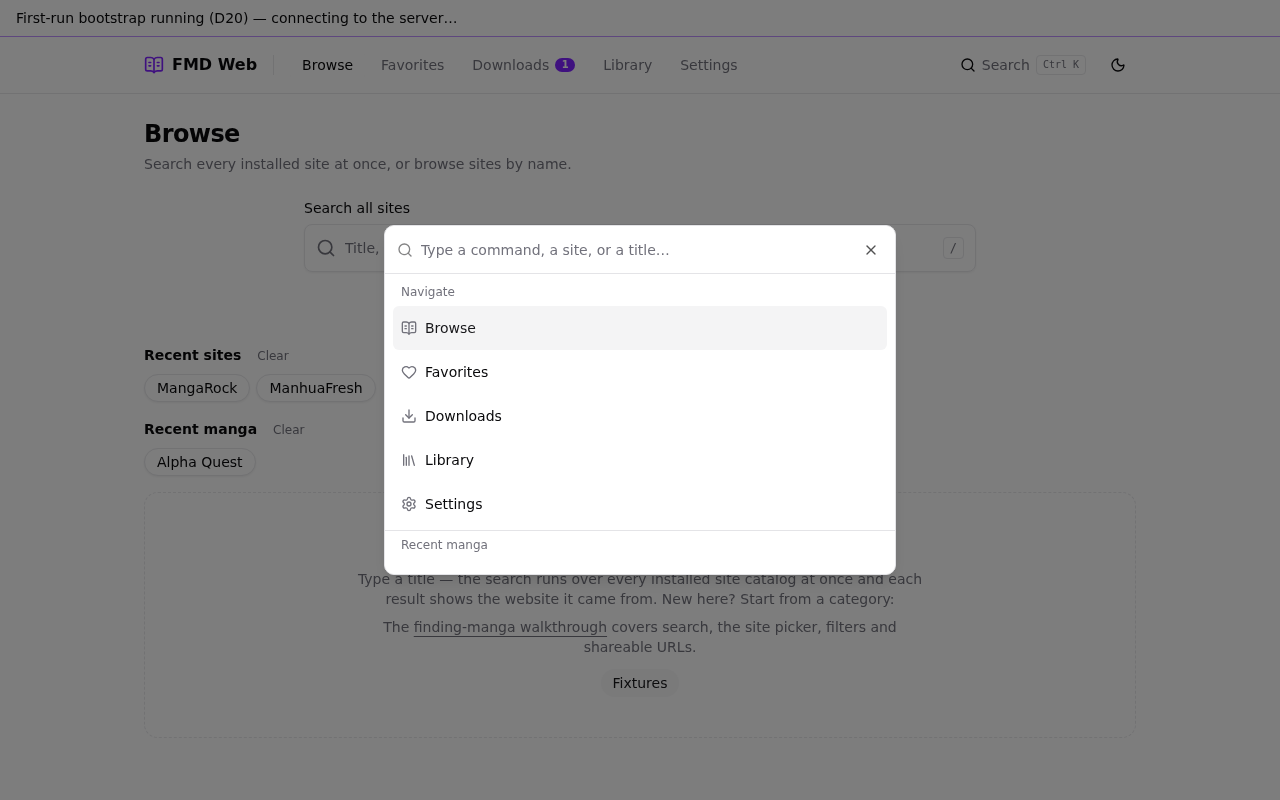 First-run bootstrap running (D20) — connecting to the server…
FMD Web
Browse
Favorites
Downloads 1
Library
Settings
Search Ctrl K
Browse
Search every installed site at once, or browse sites by name.
Search all sites
Title,
/
Type a command, a site, or a title…
Navigate
Browse
Favorites
Downloads
Library
Settings
Recent manga
Recent sites Clear
MangaRock
ManhuaFresh
Recent manga Clear
Alpha Quest
Type a title — the search runs over every installed site catalog at once and each
result shows the website it came from. New here? Start from a category:
The finding-manga walkthrough covers search, the site picker, filters and
shareable URLs.
Fixtures